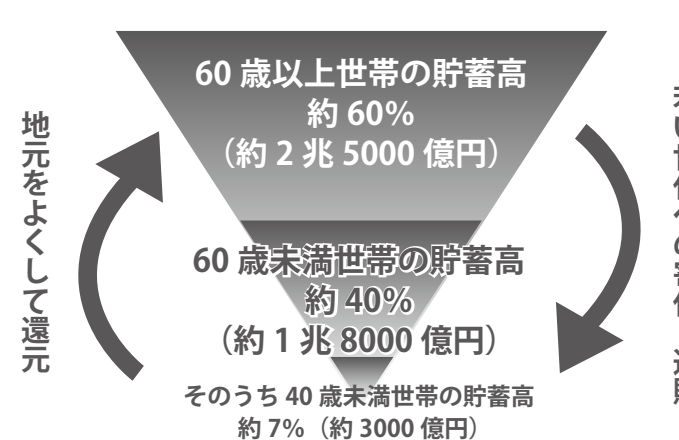 60 歳以上世帯の貯蓄高
約 60%
（約 2 兆 5000 億円）
60 歳未満世帯の貯蓄高
約 40%
（約 1 兆 8000 億円）
そのうち 40 歳未満世帯の貯蓄高
約 7%（約 3000 億円）
地元をよくして還元